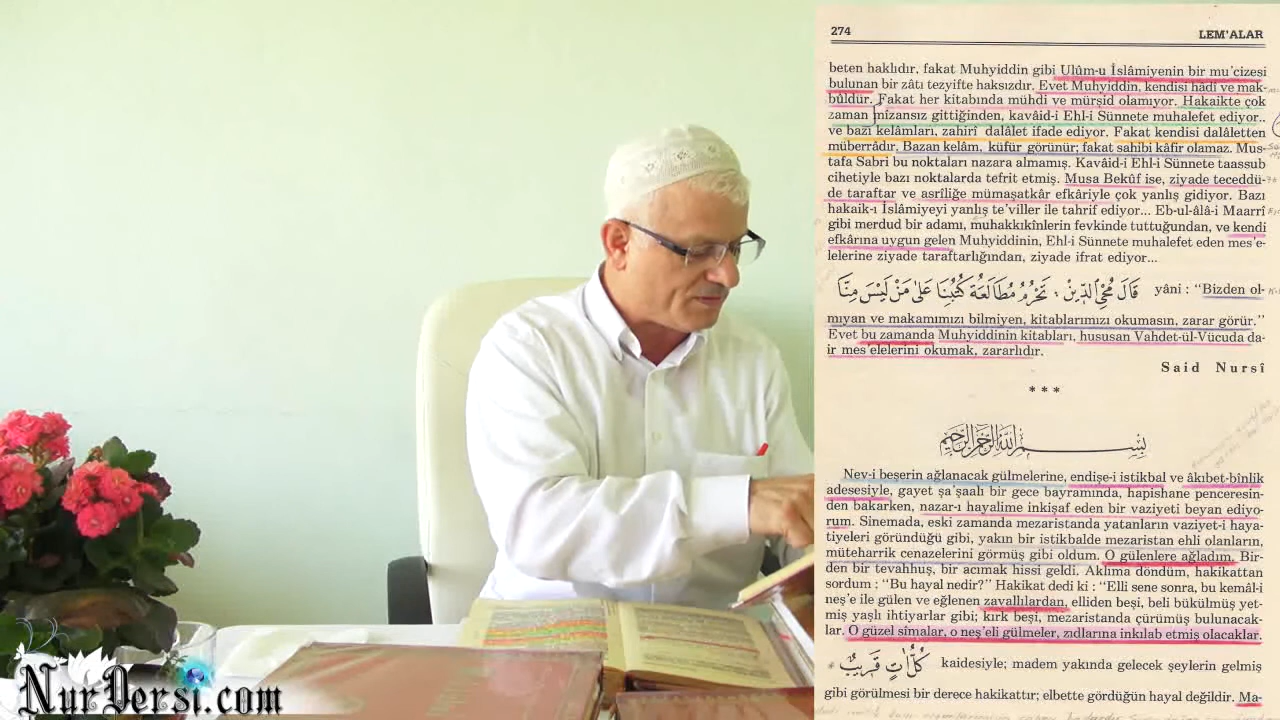 274
LEM'ALAR
beten haklıdır, fakat Muhyiddin gibi Ulûm-u İslâmiyenin bir mu'cizesi
bulunan bir zâtı tezyifte haksızdır. Evet Muhyiddin, kendisi hâdî ve mak-
bûldür. Fakat her kitabında mühdi ve mürşid olamıyor. Hakaikte çok
zaman mizansız gittiğinden, kavâid-i Ehl-i Sünnete muhalefet ediyor..
ve bazı kelâmları, zahirî dalâlet ifade ediyor. Fakat kendisi dalâletten
müberrâdır. Bazan kelâm, küfür görünür; fakat sahibi kâfir olamaz. Mus-
tafa Sabri bu noktaları nazara almamış. Kavâid-i Ehl-i Sünnete taassub
cihetiyle bazı noktalarda tefrit etmiş. Musa Bekûf ise, ziyade teceddü-
de taraftar ve asrîliğe mümaşatkâr efkâriyle çok yanlış gidiyor. Bazı
hakaik-ı İslâmiyeyi yanlış te'viller ile tahrif ediyor... Eb-ul-âlâ-i Maarrî
gibi merdud bir adamı, muhakkıkînlerin fevkinde tuttuğundan, ve kendi
efkârına uygun gelen Muhyiddinin, Ehl-i Sünnete muhalefet eden mes'e-
lelerine ziyade taraftarlığından, ziyade ifrat ediyor...
قَالَ مُحْيِ الدِّينِ : تَحْرُمُ مُطَالَعَةُ كُتُبِنَا عَلٰى مَنْ لَيْسَ مِنَّا yâni : "Bizden ol-
mıyan ve makamımızı bilmiyen, kitablarımızı okumasın, zarar görür."
Evet bu zamanda Muhyiddinin kitabları, hususan Vahdet-ül-Vücuda da-
ir mes'elelerini okumak, zararlıdır.
Said Nursî
* * *
بِسْمِ اللّٰهِ الرَّحْمٰنِ الرَّحِيمِ
Nev-i beşerin ağlanacak gülmelerine, endişe-i istikbal ve âkıbet-bînlik
adesesiyle, gayet şa'şaalı bir gece bayramında, hapishane penceresin-
den bakarken, nazar-ı hayalime inkişaf eden bir vaziyeti beyan ediyo-
rum. Sinemada, eski zamanda mezaristanda yatanların vaziyet-i haya-
tiyeleri göründüğü gibi, yakın bir istikbalde mezaristan ehli olanların,
müteharrik cenazelerini görmüş gibi oldum. O gülenlere ağladım. Bir-
den bir tevahhuş, bir acımak hissi geldi. Aklıma döndüm, hakikattan
sordum : "Bu hayal nedir?" Hakikat dedi ki : "Elli sene sonra, bu kemâl-i
neş'e ile gülen ve eğlenen zavallılardan, elliden beşi, beli bükülmüş yet-
miş yaşlı ihtiyarlar gibi; kırk beşi, mezaristanda çürümüş bulunacak-
lar. O güzel simalar, o neş'eli gülmeler, zıdlarına inkılab etmiş olacaklar.
كُلُّ اٰتٍ قَرِيبٌ kaidesiyle; madem yakında gelecek şeylerin gelmiş
gibi görülmesi bir derece hakikattır; elbette gördüğün hayal değildir. Ma-
NurDersi.com